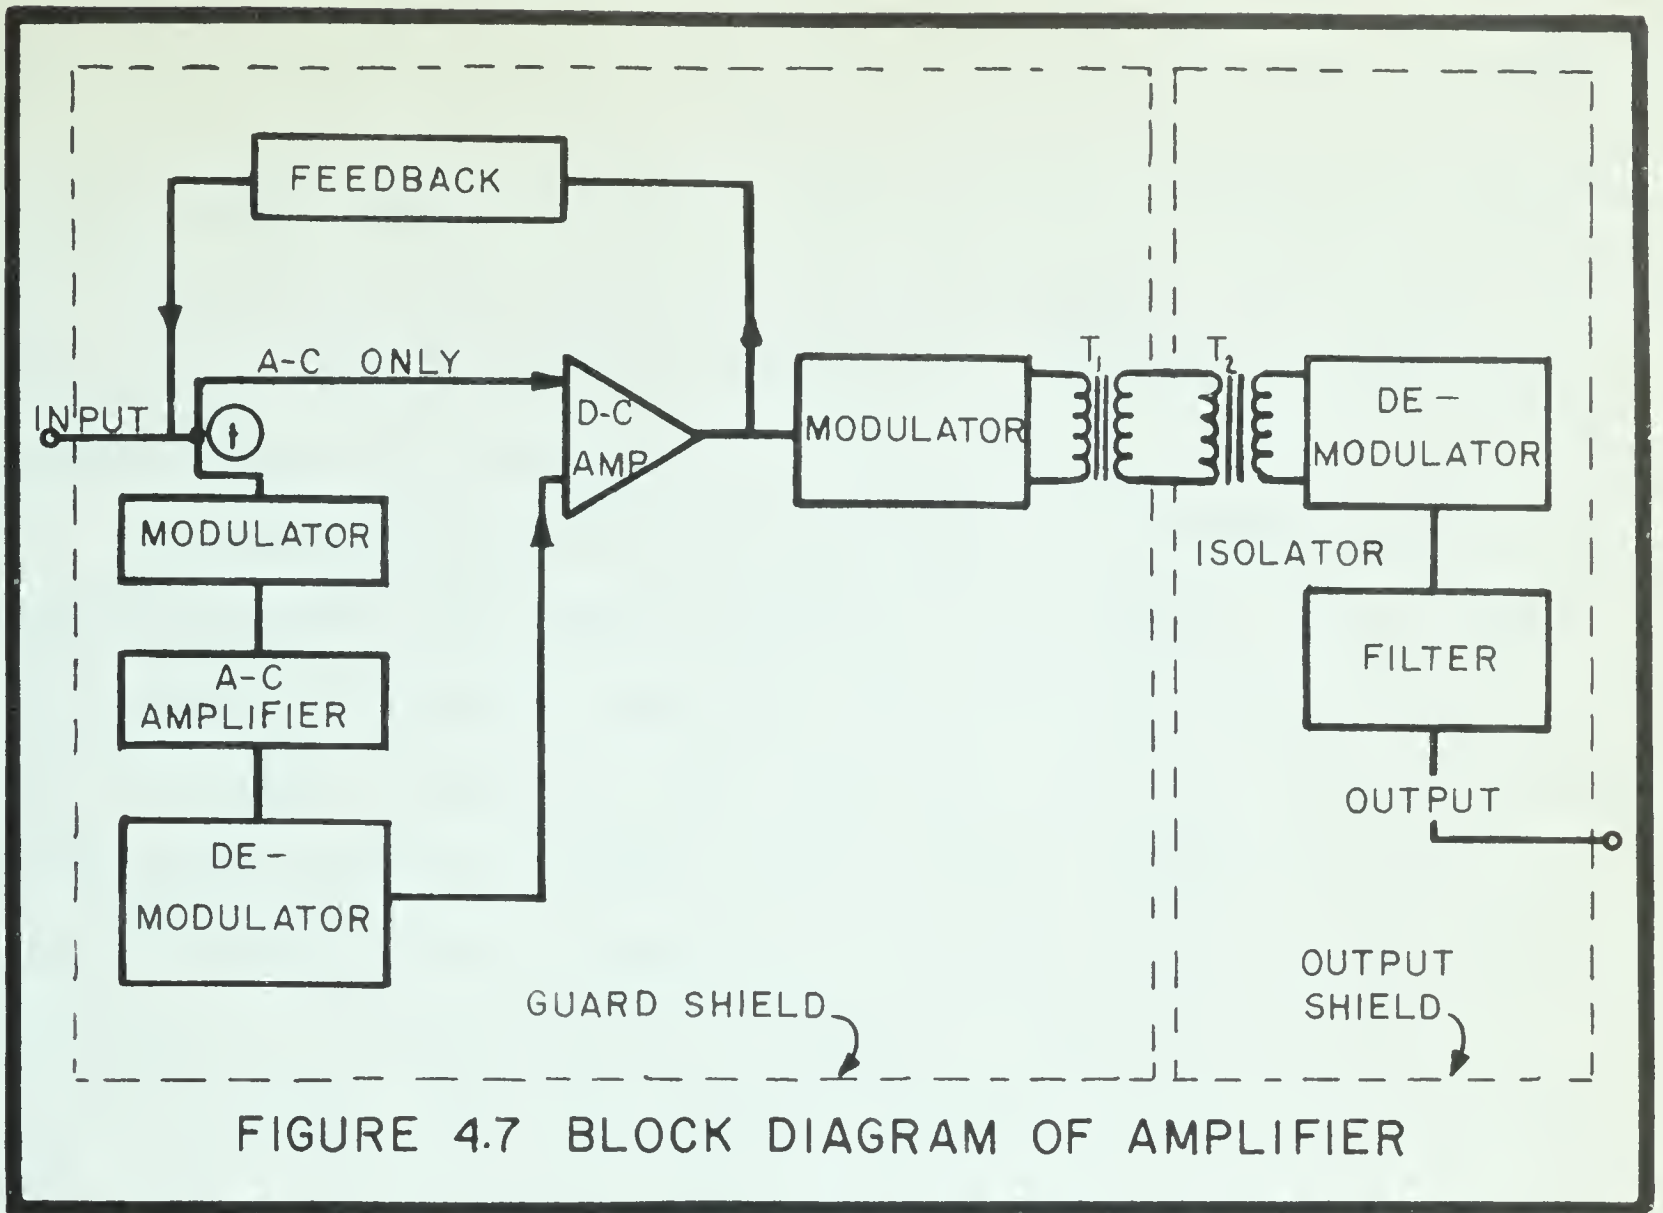 FEEDBACK
A-C ONLY
INPUT
D-C
AMP.
MODULATOR
T1
T2
DE-
MODULATOR
MODULATOR
ISOLATOR
A-C
AMPLIFIER
FILTER
OUTPUT
DE-
MODULATOR
GUARD SHIELD
OUTPUT
SHIELD
FIGURE 4.7 BLOCK DIAGRAM OF AMPLIFIER